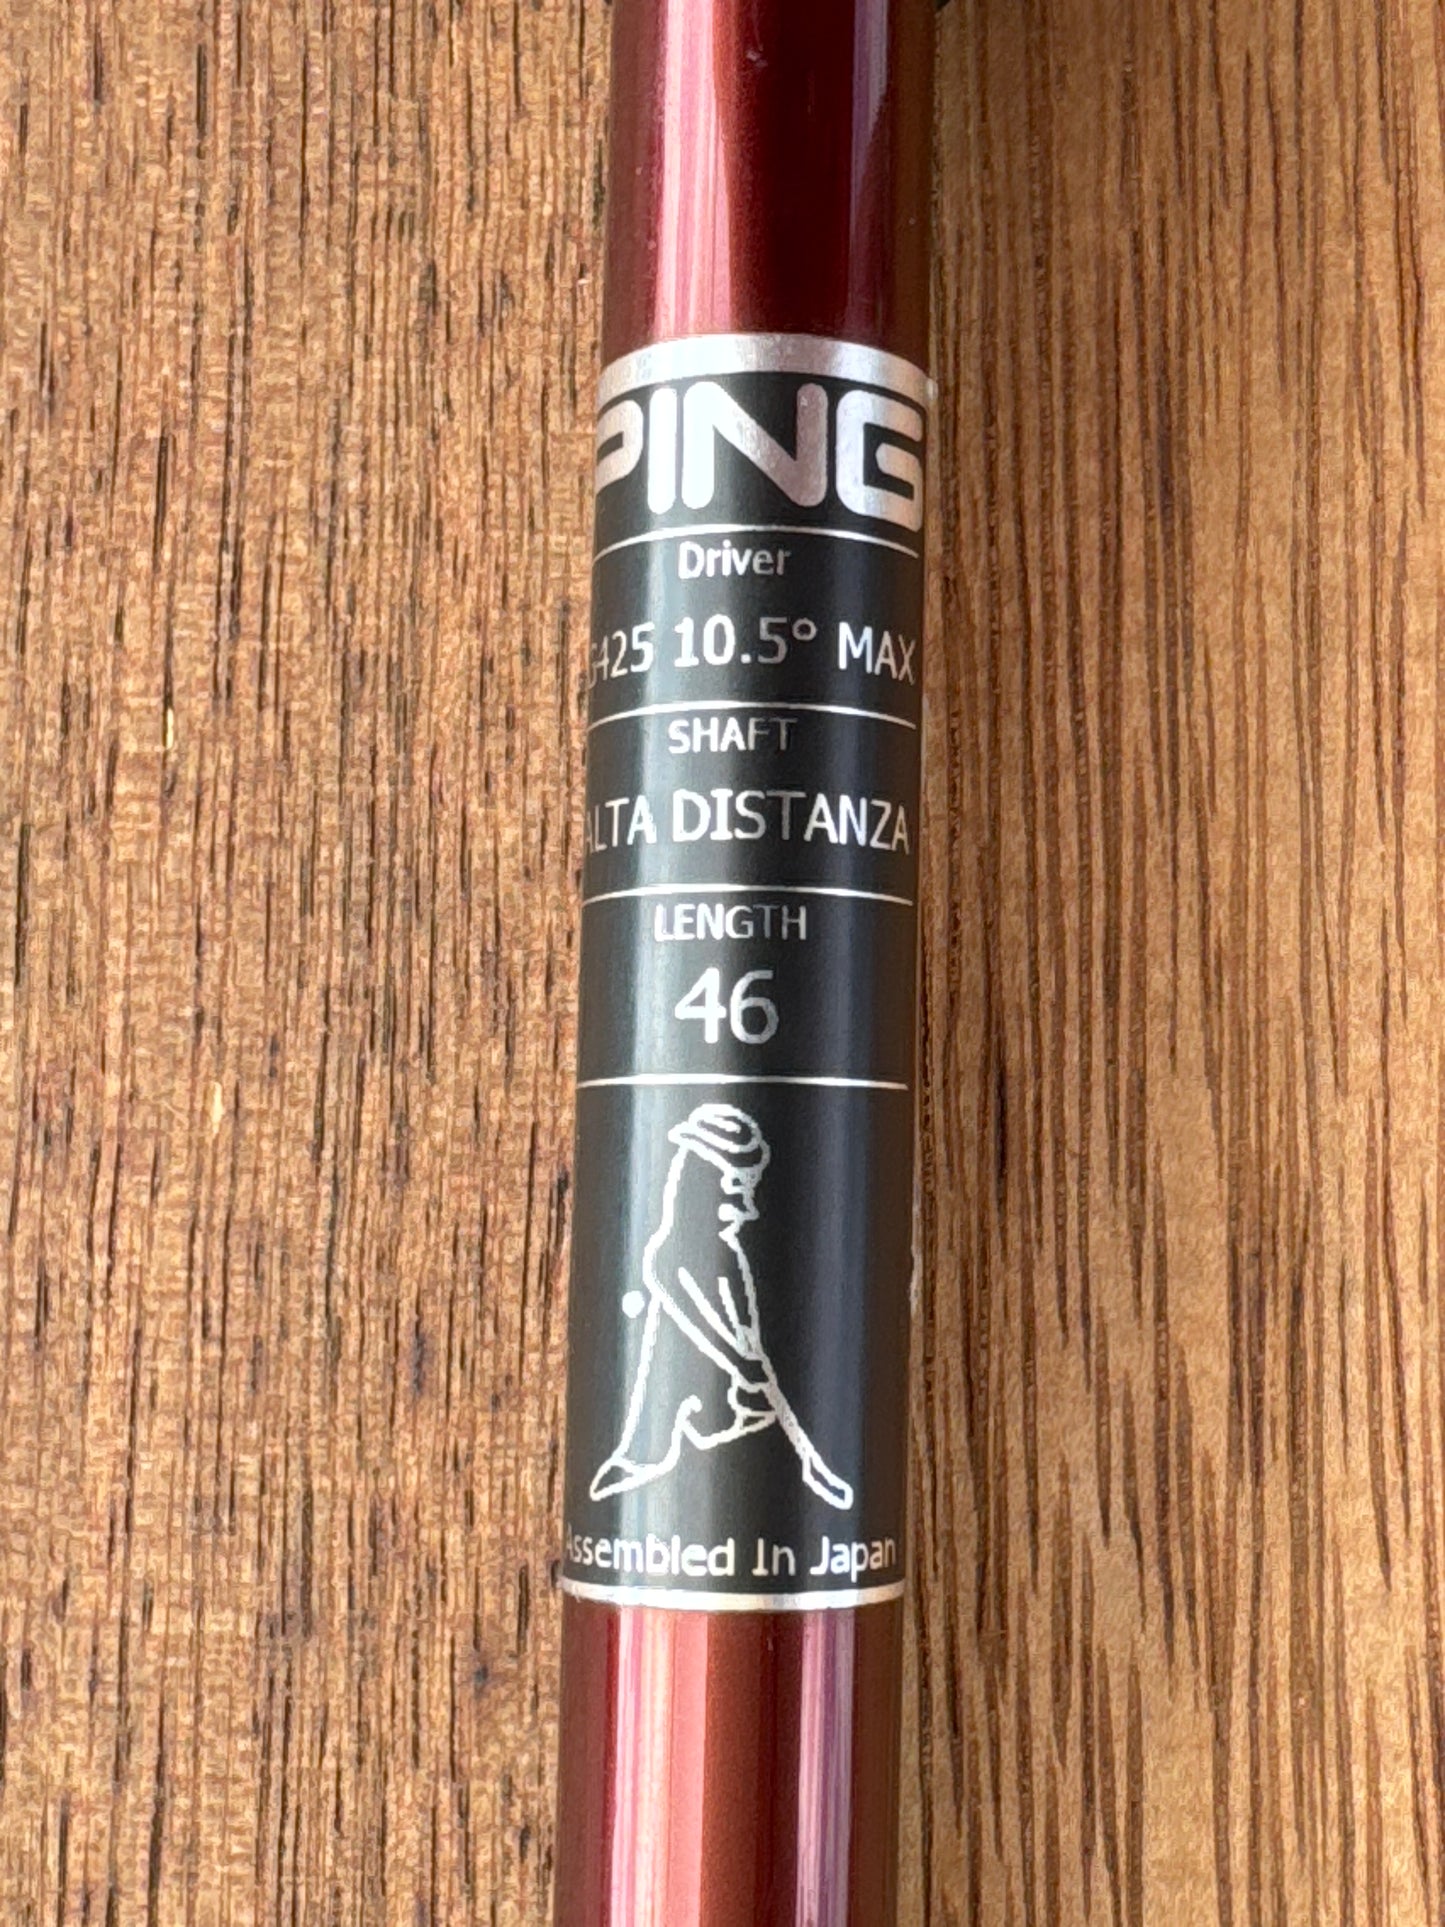 PING
Driver
G425 10.5° MAX
SHAFT
ALTA DISTANZA
LENGTH
46
Assembled In Japan